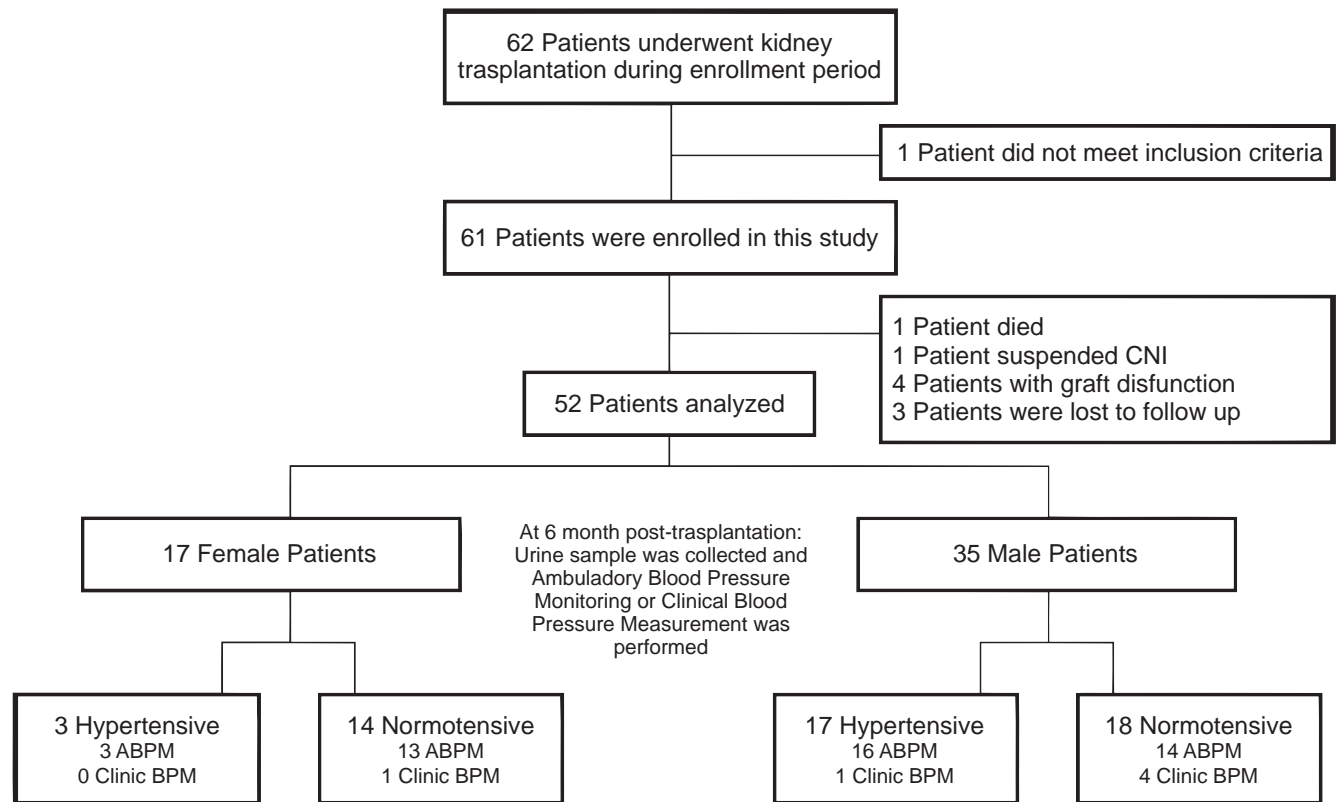 62 Patients underwent kidney
trasplantation during enrollment period
1 Patient did not meet inclusion criteria
61 Patients were enrolled in this study
1 Patient died
1 Patient suspended CNI
4 Patients with graft disfunction
3 Patients were lost to follow up
52 Patients analyzed
17 Female Patients
At 6 month post-trasplantation:
Urine sample was collected and
Ambuladory Blood Pressure
Monitoring or Clinical Blood
Pressure Measurement was
performed
35 Male Patients
3 Hypertensive
3 ABPM
0 Clinic BPM
14 Normotensive
13 ABPM
1 Clinic BPM
17 Hypertensive
16 ABPM
1 Clinic BPM
18 Normotensive
14 ABPM
4 Clinic BPM